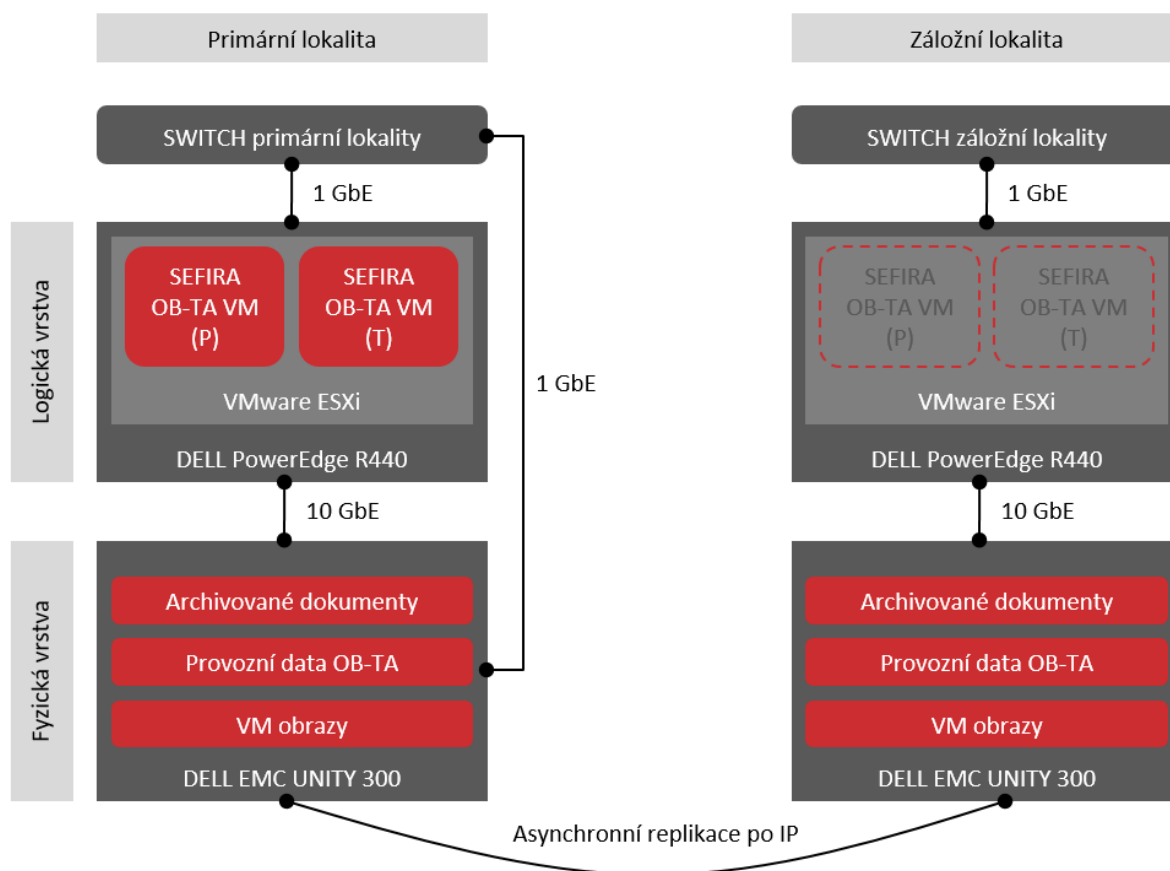 Primární lokalita
Záložní lokalita
SWITCH primární lokality
SWITCH záložní lokality
1 GbE
1 GbE
Logická vrstva
SEFIRA
OB-TA VM
(P)
SEFIRA
OB-TA VM
(T)
VMware ESXi
DELL PowerEdge R440
1 GbE
SEFIRA
OB-TA VM
(P)
SEFIRA
OB-TA VM
(T)
VMware ESXi
DELL PowerEdge R440
10 GbE
10 GbE
Fyzická vrstva
Archivované dokumenty
Provozní data OB-TA
VM obrazy
DELL EMC UNITY 300
Archivované dokumenty
Provozní data OB-TA
VM obrazy
DELL EMC UNITY 300
Asynchronní replikace po IP